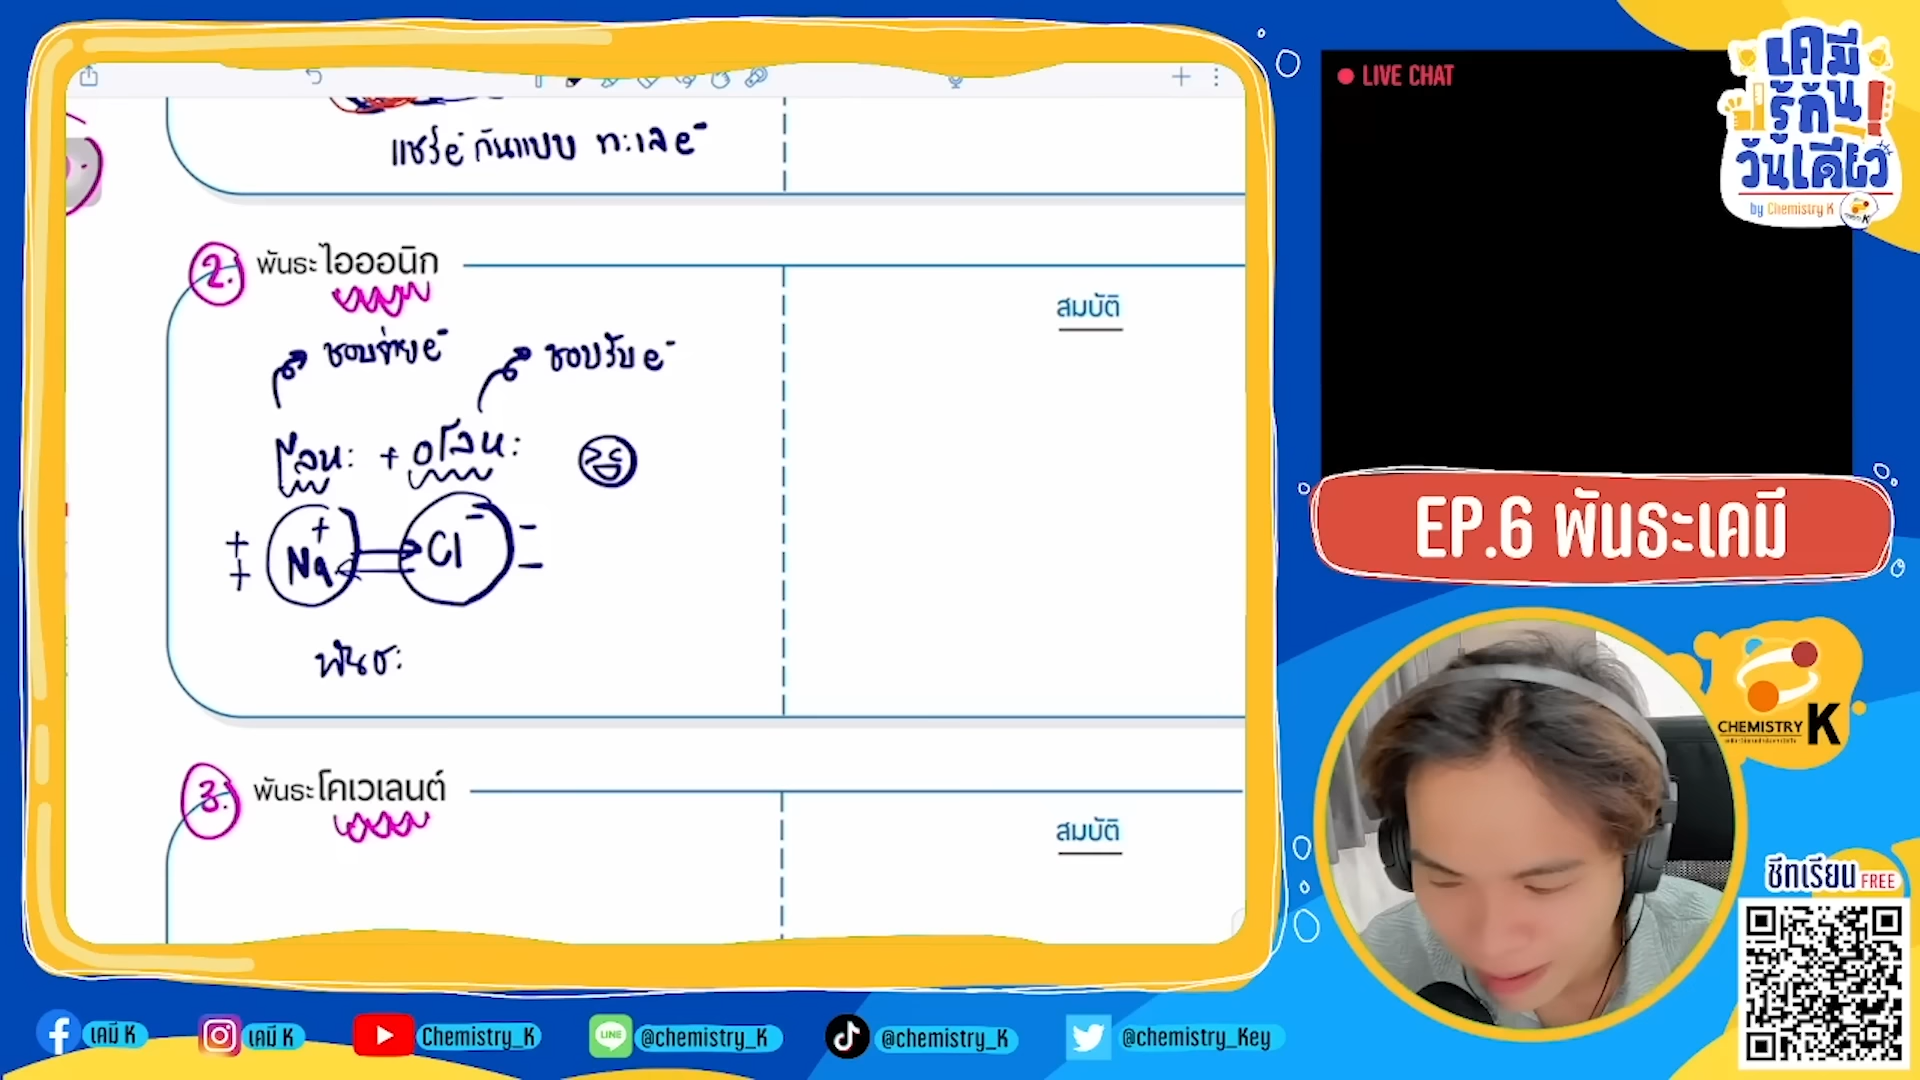 แชร์e⁻ กันแบบ ทะเลe⁻
2. พันธะไอออนิก
สมบัติ
ชอบจ่ายe⁻
ชอบรับe⁻
โลหะ + อโลหะ
+ + Na+ Cl- - -
พันธะ
3. พันธะโคเวเลนต์
สมบัติ
LIVE CHAT
เคมี
รู้กัน!
วันเดียว
by Chemistry K
EP.6 พันธะเคมี
CHEMISTRY K
ชีทเรียน FREE
เคมี K
เคมี K
Chemistry_K
LINE
@chemistry_K
@chemistry_K
@chemistry_Key